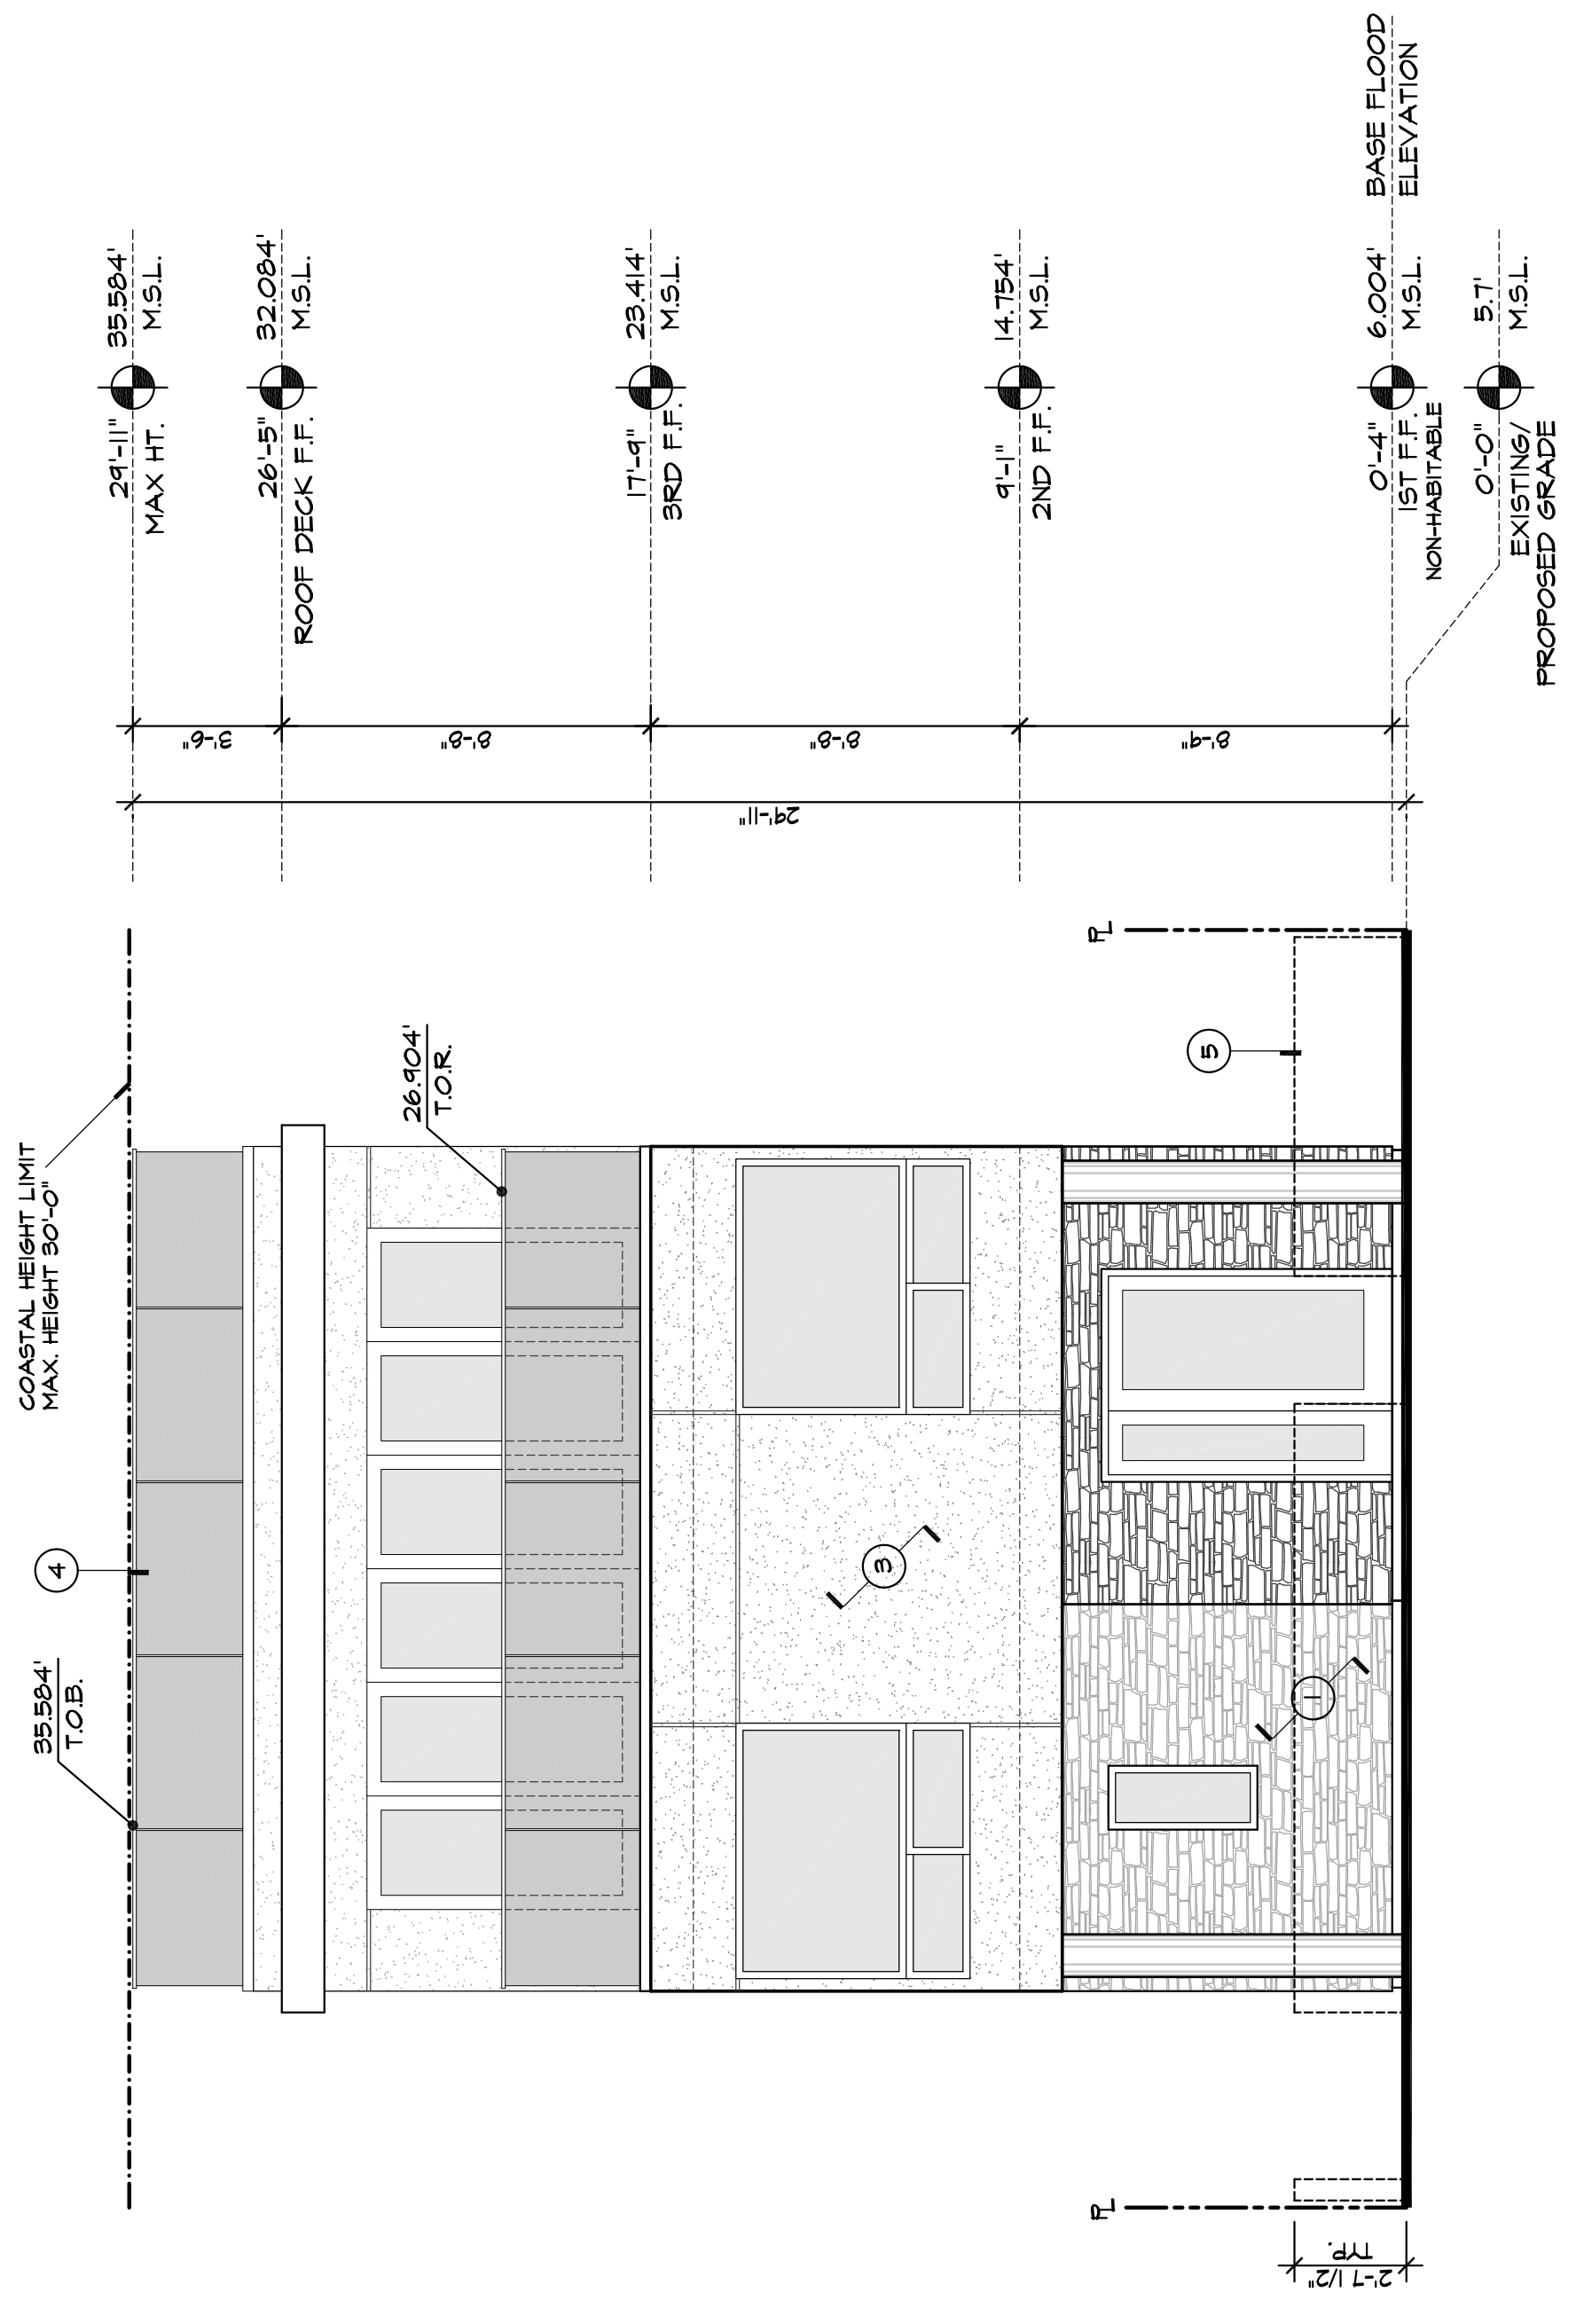 COASTAL HEIGHT LIMIT
MAX. HEIGHT 30'-0"
4
35.584'
T.O.B.
26.904'
T.O.R.
3
1
5
PL
PL
2'-7 1/2"
TYP.
29'-11"
3'-6"
8'-8"
8'-8"
8'-9"
29'-11" 35.584'
MAX HT. M.S.L.
26'-5" 32.084'
ROOF DECK F.F. M.S.L.
17'-9" 23.414'
3RD F.F. M.S.L.
9'-1" 14.754'
2ND F.F. M.S.L.
0'-4" 6.004' BASE FLOOD
1ST F.F. M.S.L. ELEVATION
NON-HABITABLE
0'-0" 5.7'
EXISTING/ M.S.L.
PROPOSED GRADE